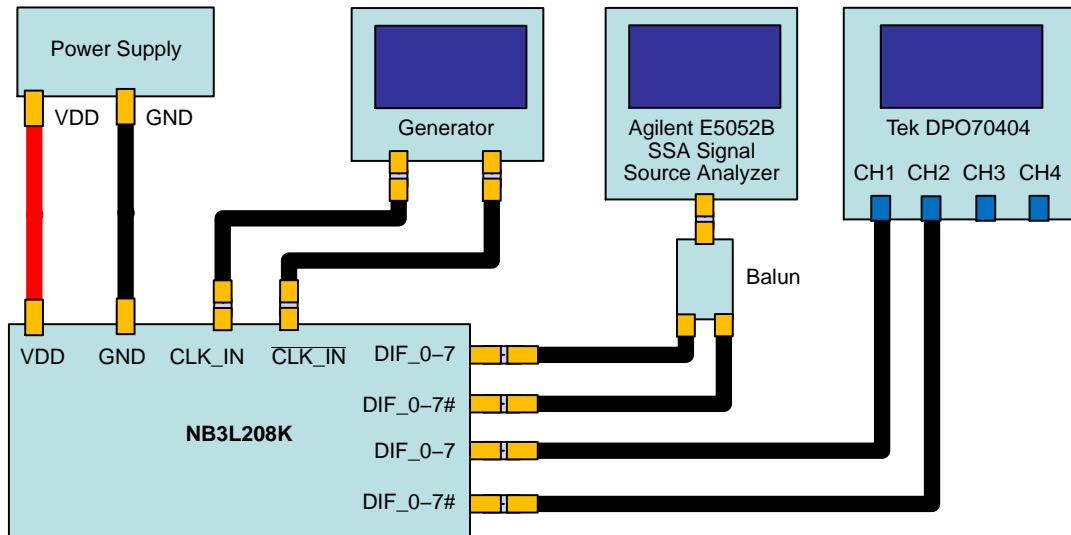 Power Supply
VDD
GND
Generator
Agilent E5052B
SSA Signal
Source Analyzer
Tek DPO70404
CH1
CH2
CH3
CH4
Balun
VDD
GND
CLK_IN
CLK_IN
DIF_0−7
DIF_0−7#
NB3L208K
DIF_0−7
DIF_0−7#